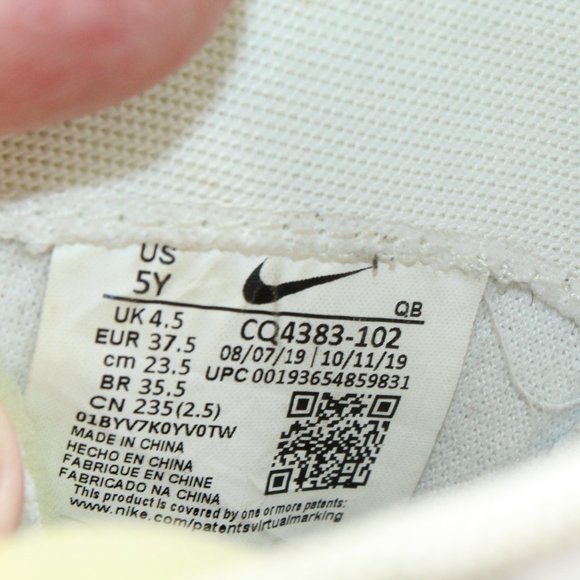 US
5Y
QB
UK 4.5
EUR 37.5
cm 23.5
BR 35.5
CN 235(2.5)
CQ4383-102
08/07/19 | 10/11/19
UPC 00193654859831
01BYV7K0YV0TW
MADE IN CHINA
HECHO EN CHINA
FABRIQUE EN CHINE
FABRICADO NA CHINA
This product is covered by one or more patents:
www.nike.com/patentsvirtualmarking